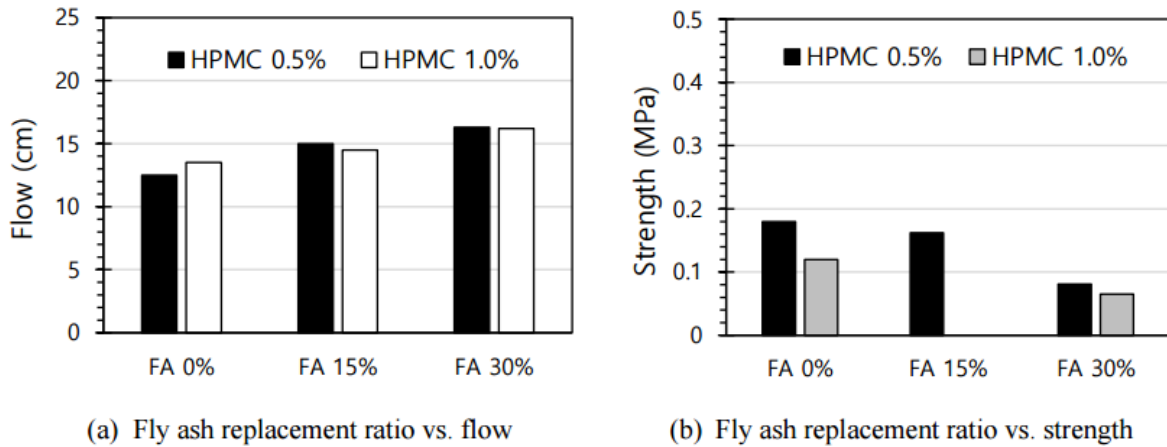 25
20
15
10
5
0
Flow (cm)
HPMC 0.5%
HPMC 1.0%
FA 0%
FA 15%
FA 30%
(a) Fly ash replacement ratio vs. flow
0.5
0.4
0.3
0.2
0.1
0
Strength (MPa)
HPMC 0.5%
HPMC 1.0%
FA 0%
FA 15%
FA 30%
(b) Fly ash replacement ratio vs. strength